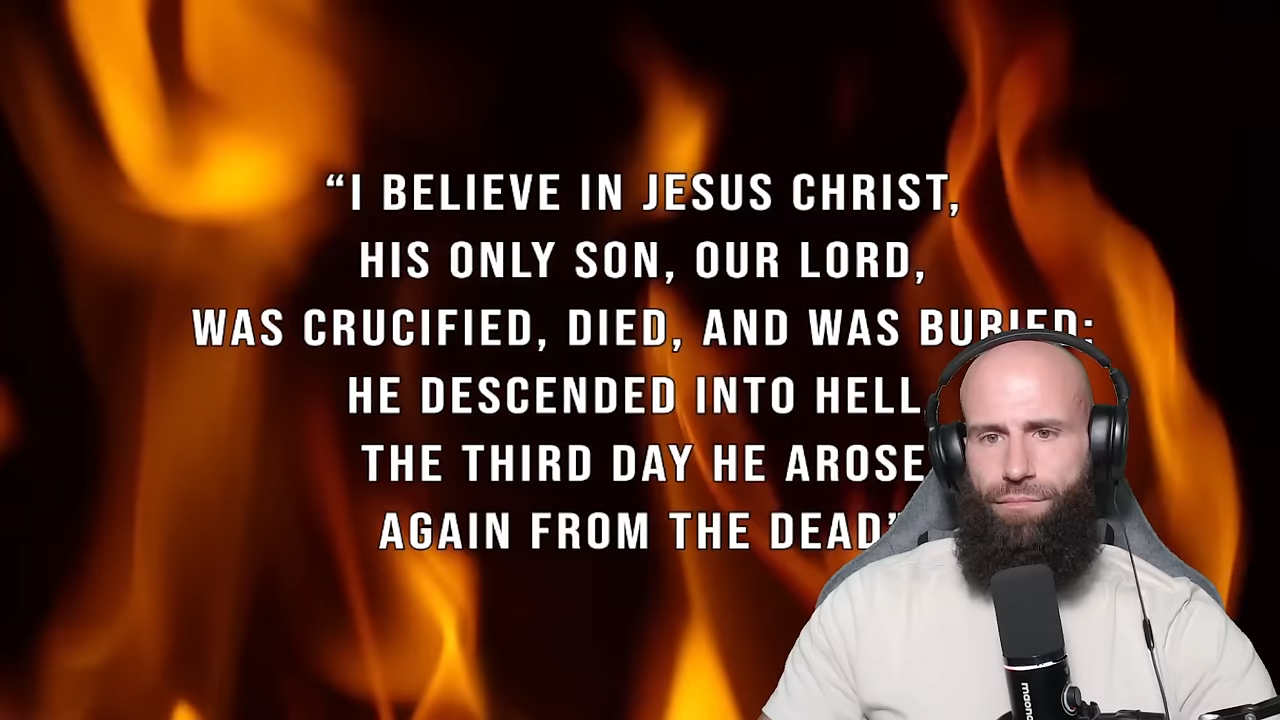 “I BELIEVE IN JESUS CHRIST,
HIS ONLY SON, OUR LORD,
WAS CRUCIFIED, DIED, AND WAS BURIED;
HE DESCENDED INTO HELL
THE THIRD DAY HE AROSE
AGAIN FROM THE DEAD”